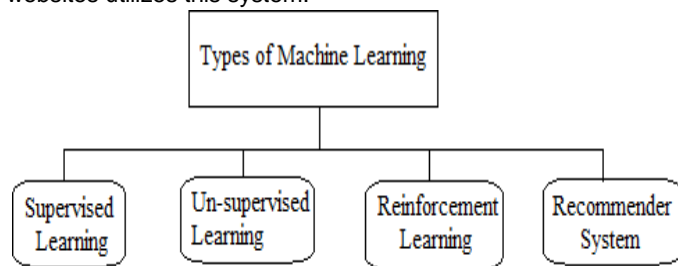 websites utilizes this system.
Types of Machine Learning
Supervised
Learning
Un-supervised
Learning
Reinforcement
Learning
Recommender
System